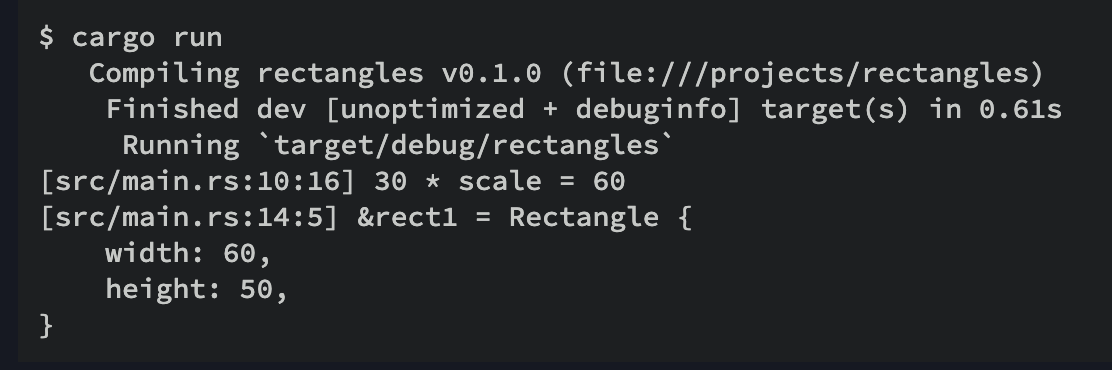 $ cargo run
   Compiling rectangles v0.1.0 (file:///projects/rectangles)
    Finished dev [unoptimized + debuginfo] target(s) in 0.61s
     Running `target/debug/rectangles`
[src/main.rs:10:16] 30 * scale = 60
[src/main.rs:14:5] &rect1 = Rectangle {
    width: 60,
    height: 50,
}